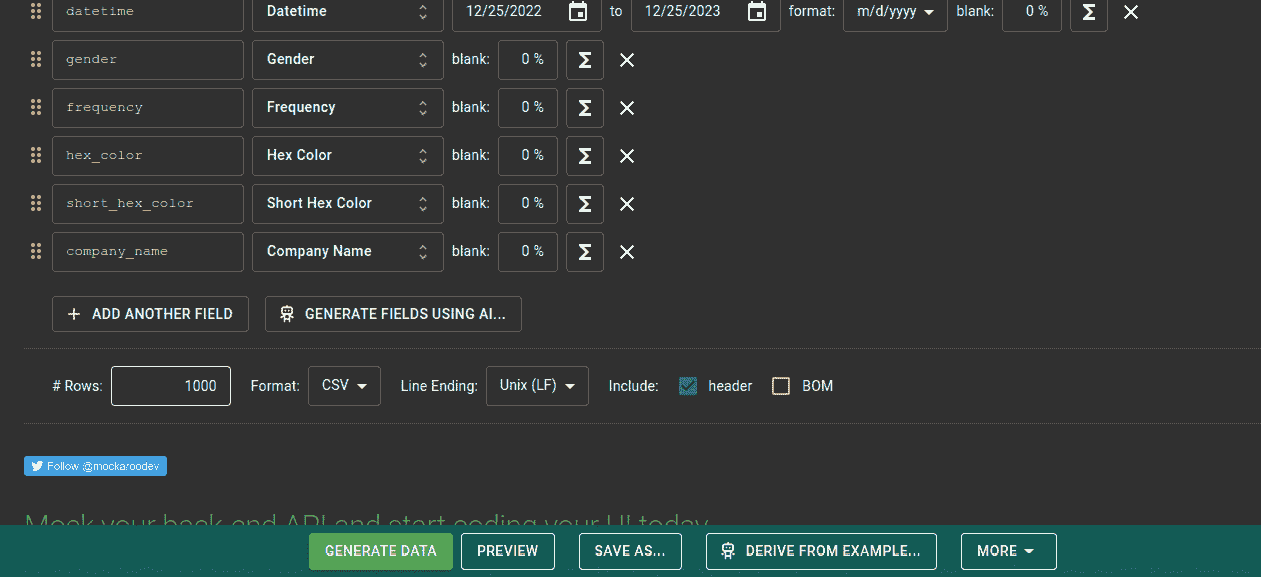 datetime Datetime 12/25/2022 to 12/25/2023 format: m/d/yyyy blank: 0 % Σ
gender Gender blank: 0 % Σ
frequency Frequency blank: 0 % Σ
hex_color Hex Color blank: 0 % Σ
short_hex_color Short Hex Color blank: 0 % Σ
company_name Company Name blank: 0 % Σ
+ ADD ANOTHER FIELD GENERATE FIELDS USING AI...
# Rows: 1000 Format: CSV Line Ending: Unix (LF) Include: header BOM
Follow @mockaroodev
Mock your back-end API and start coding your UI today.
GENERATE DATA PREVIEW SAVE AS... DERIVE FROM EXAMPLE... MORE